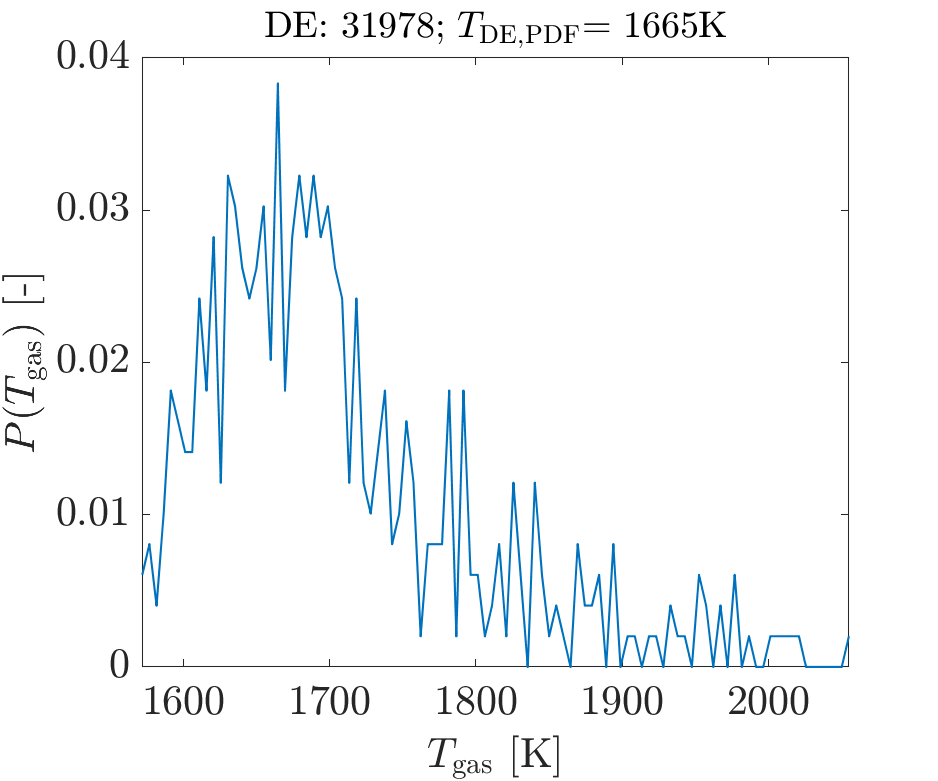 DE: 31978; T_DE,PDF= 1665K
0.04
0.03
0.02
0.01
0
P(T_gas) [-]
1600 1700 1800 1900 2000
T_gas [K]